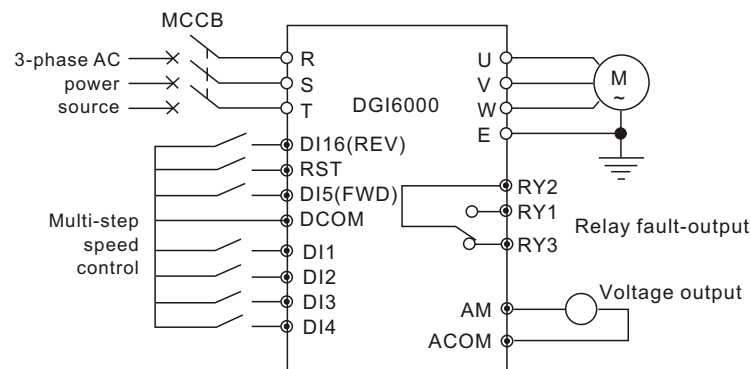 MCCB
3-phase AC
power
source
R
S
T
DGI6000
U
V
W
E
M
~
DI16(REV)
RST
DI5(FWD)
DCOM
DI1
DI2
DI3
DI4
Multi-step
speed
control
RY2
RY1
RY3
Relay fault-output
AM
ACOM
Voltage output